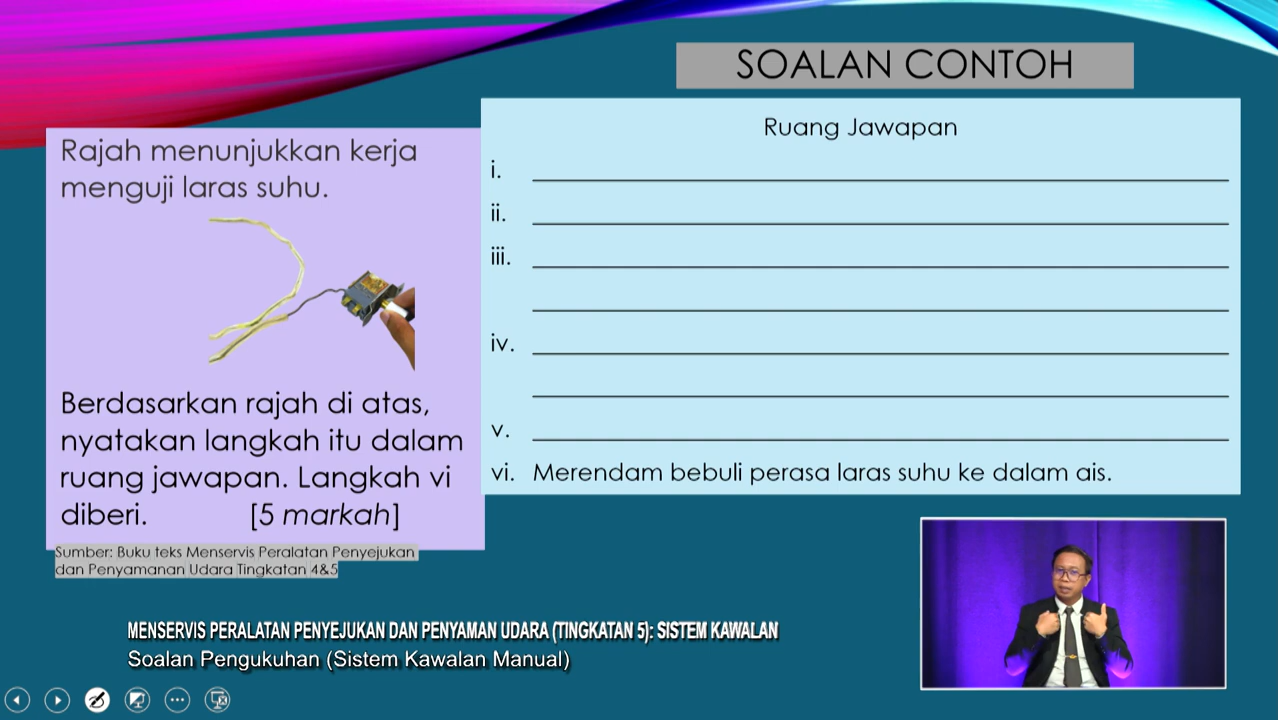 SOALAN CONTOH
Rajah menunjukkan kerja
menguji laras suhu.
Berdasarkan rajah di atas,
nyatakan langkah itu dalam
ruang jawapan. Langkah vi
diberi. [5 markah]
Sumber: Buku teks Menservis Peralatan Penyejukan
dan Penyamanan Udara Tingkatan 4&5
Ruang Jawapan
i.
ii.
iii.
iv.
v.
vi. Merendam bebuli perasa laras suhu ke dalam ais.
MENSERVIS PERALATAN PENYEJUKAN DAN PENYAMAN UDARA (TINGKATAN 5): SISTEM KAWALAN
Soalan Pengukuhan (Sistem Kawalan Manual)